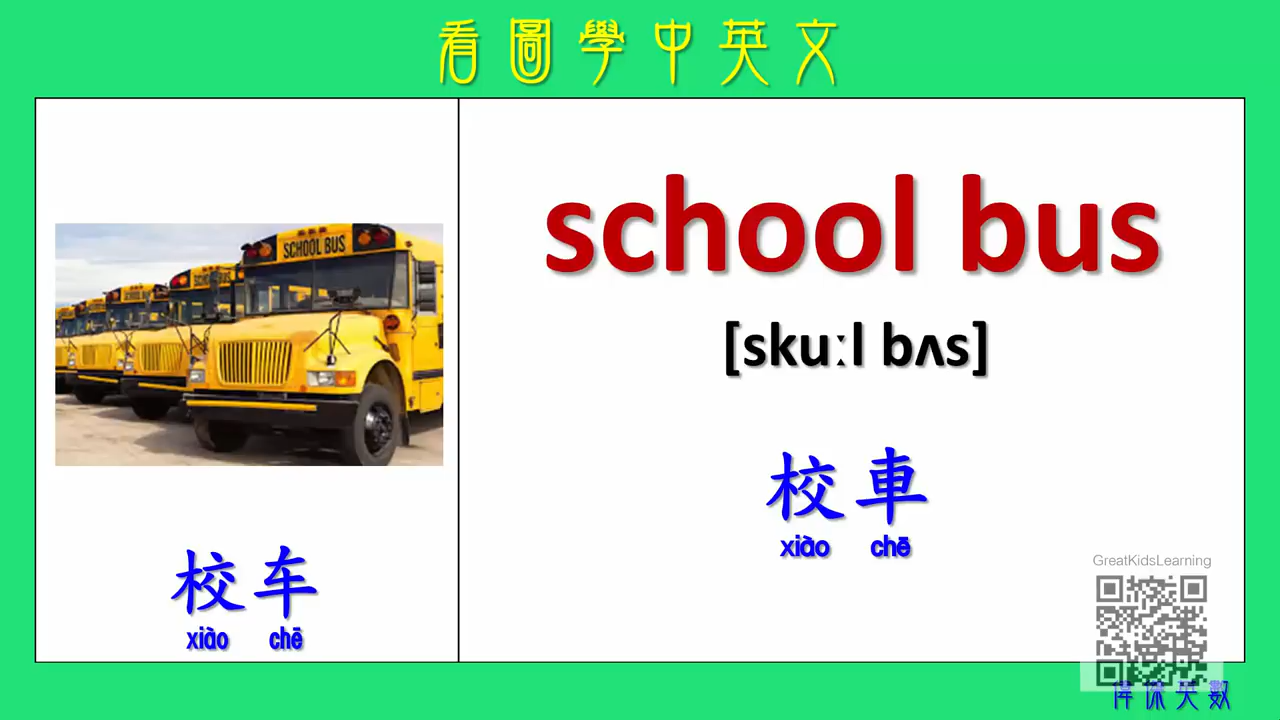 看圖學中英文
SCHOOL BUS
校车
xiào chē
school bus
[skuːl bʌs]
校車
xiào chē
GreatKidsLearning